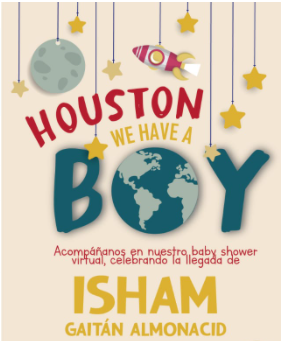 HOUSTON
WE HAVE A
BOY
Acompáñanos en nuestro baby shower
virtual, celebrando la llegada de
ISHAM
GAITÁN ALMONACID